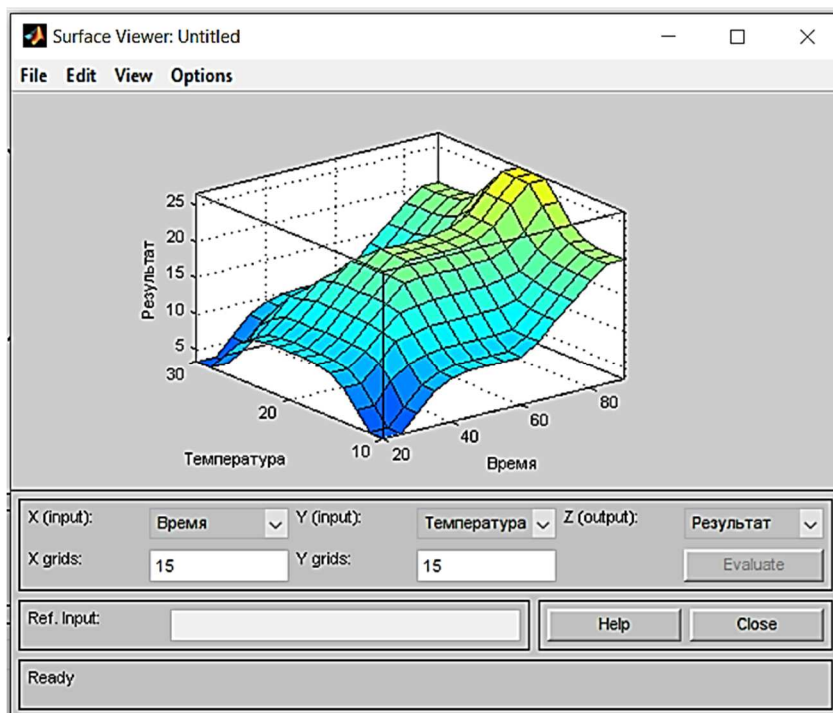 Surface Viewer: Untitled
File Edit View Options
25
20
15
10
5
Результат
30
20
10
Температура
20
40
60
80
Время
X (input): Время Y (input): Температура Z (output): Результат
X grids: 15 Y grids: 15 Evaluate
Ref. Input: Help Close
Ready